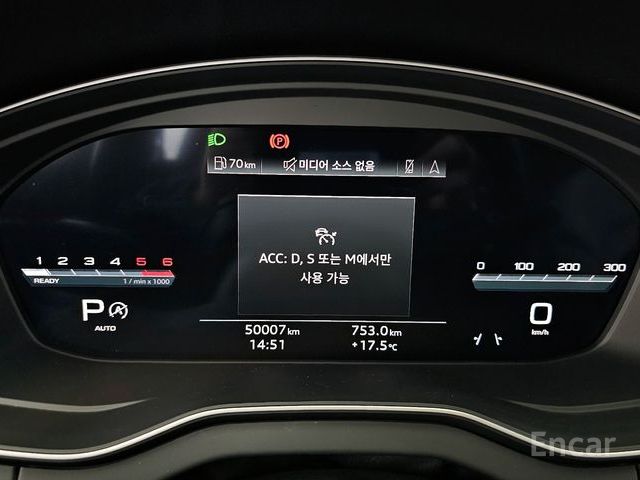 70 km 미디어 소스 없음
ACC: D, S 또는 M에서만
사용 가능
1 2 3 4 5 6
READY 1 / min x 1000
0 100 200 300
P AUTO
0
km/h
50007 km 753.0 km
14:51 +17.5 °C
Encar